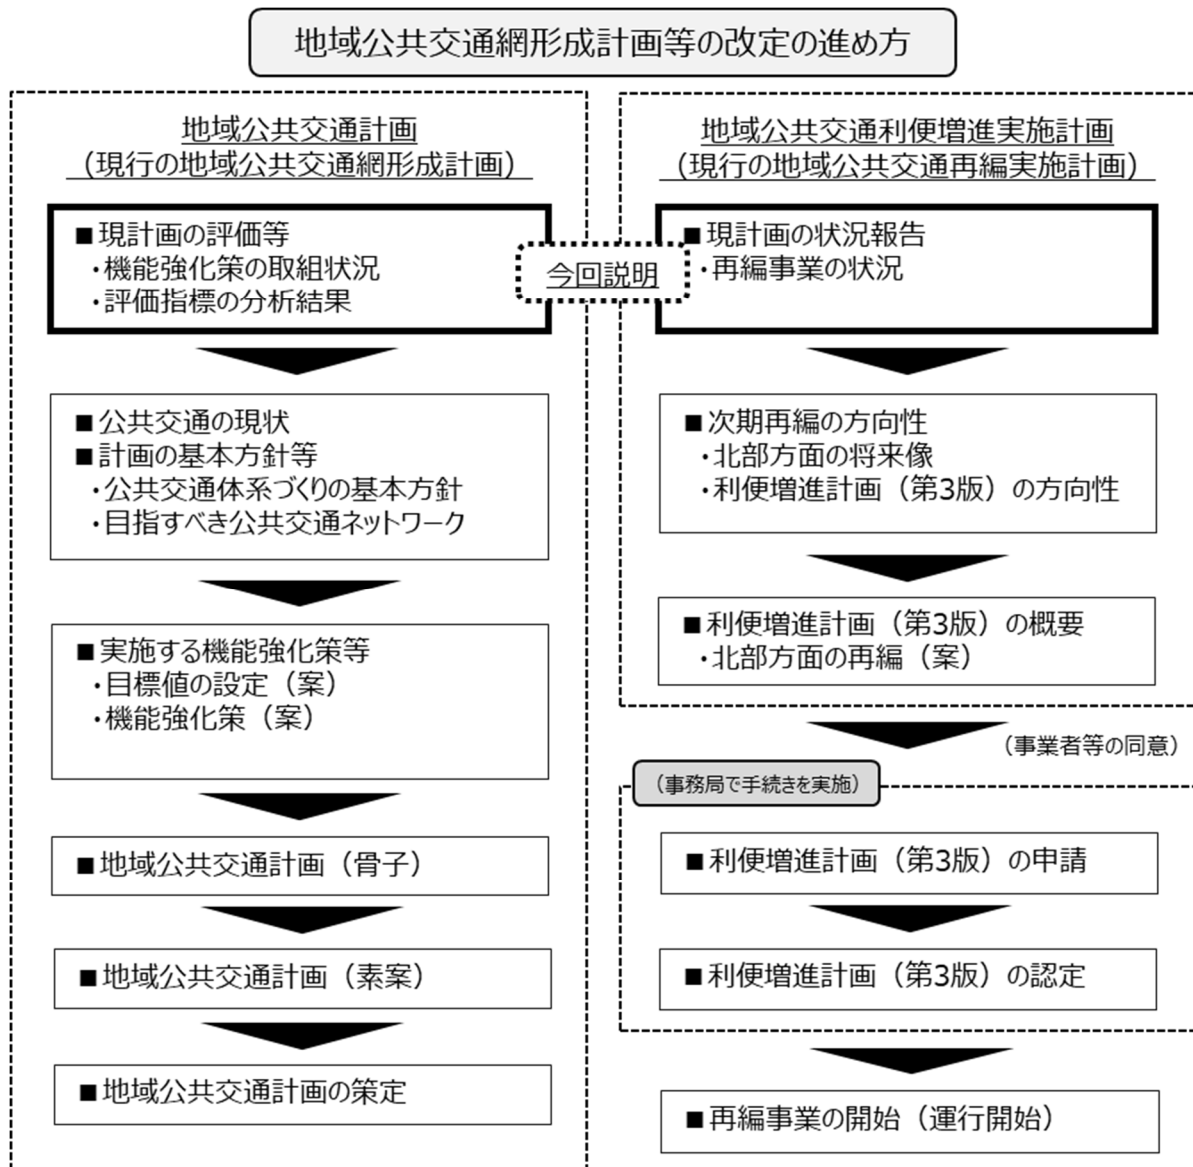 地域公共交通網形成計画等の改定の進め方
地域公共交通計画
（現行の地域公共交通網形成計画）
■現計画の評価等
・機能強化策の取組状況
・評価指標の分析結果
今回説明
■公共交通の現状
■計画の基本方針等
・公共交通体系づくりの基本方針
・目指すべき公共交通ネットワーク
■実施する機能強化策等
・目標値の設定（案）
・機能強化策（案）
■地域公共交通計画（骨子）
■地域公共交通計画（素案）
■地域公共交通計画の策定
地域公共交通利便増進実施計画
（現行の地域公共交通再編実施計画）
■現計画の状況報告
・再編事業の状況
■次期再編の方向性
・北部方面の将来像
・利便増進計画（第3版）の方向性
■利便増進計画（第3版）の概要
・北部方面の再編（案）
（事業者等の同意）
（事務局で手続きを実施）
■利便増進計画（第3版）の申請
■利便増進計画（第3版）の認定
■再編事業の開始（運行開始）